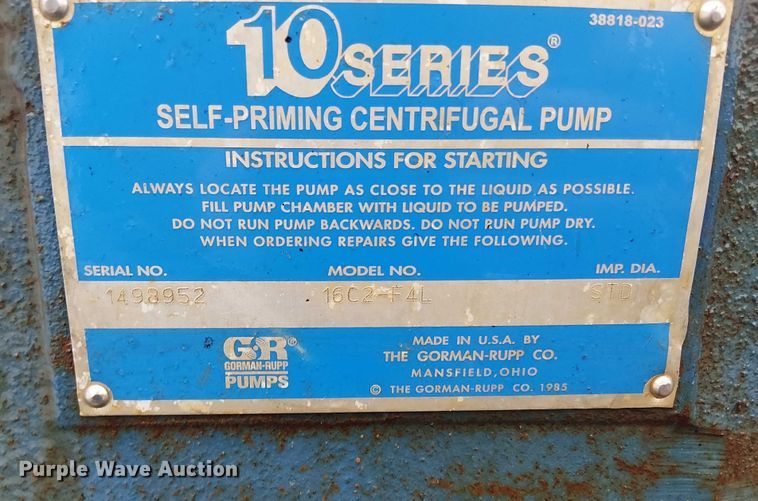 38818-023
10 SERIES®
SELF-PRIMING CENTRIFUGAL PUMP
INSTRUCTIONS FOR STARTING
ALWAYS LOCATE THE PUMP AS CLOSE TO THE LIQUID AS POSSIBLE.
FILL PUMP CHAMBER WITH LIQUID TO BE PUMPED.
DO NOT RUN PUMP BACKWARDS. DO NOT RUN PUMP DRY.
WHEN ORDERING REPAIRS GIVE THE FOLLOWING.
SERIAL NO. MODEL NO. IMP. DIA.
1498952 16C2-F4L STD
GR®
GORMAN-RUPP
PUMPS
MADE IN U.S.A. BY
THE GORMAN-RUPP CO.
MANSFIELD, OHIO
© THE GORMAN-RUPP CO. 1985
Purple Wave Auction